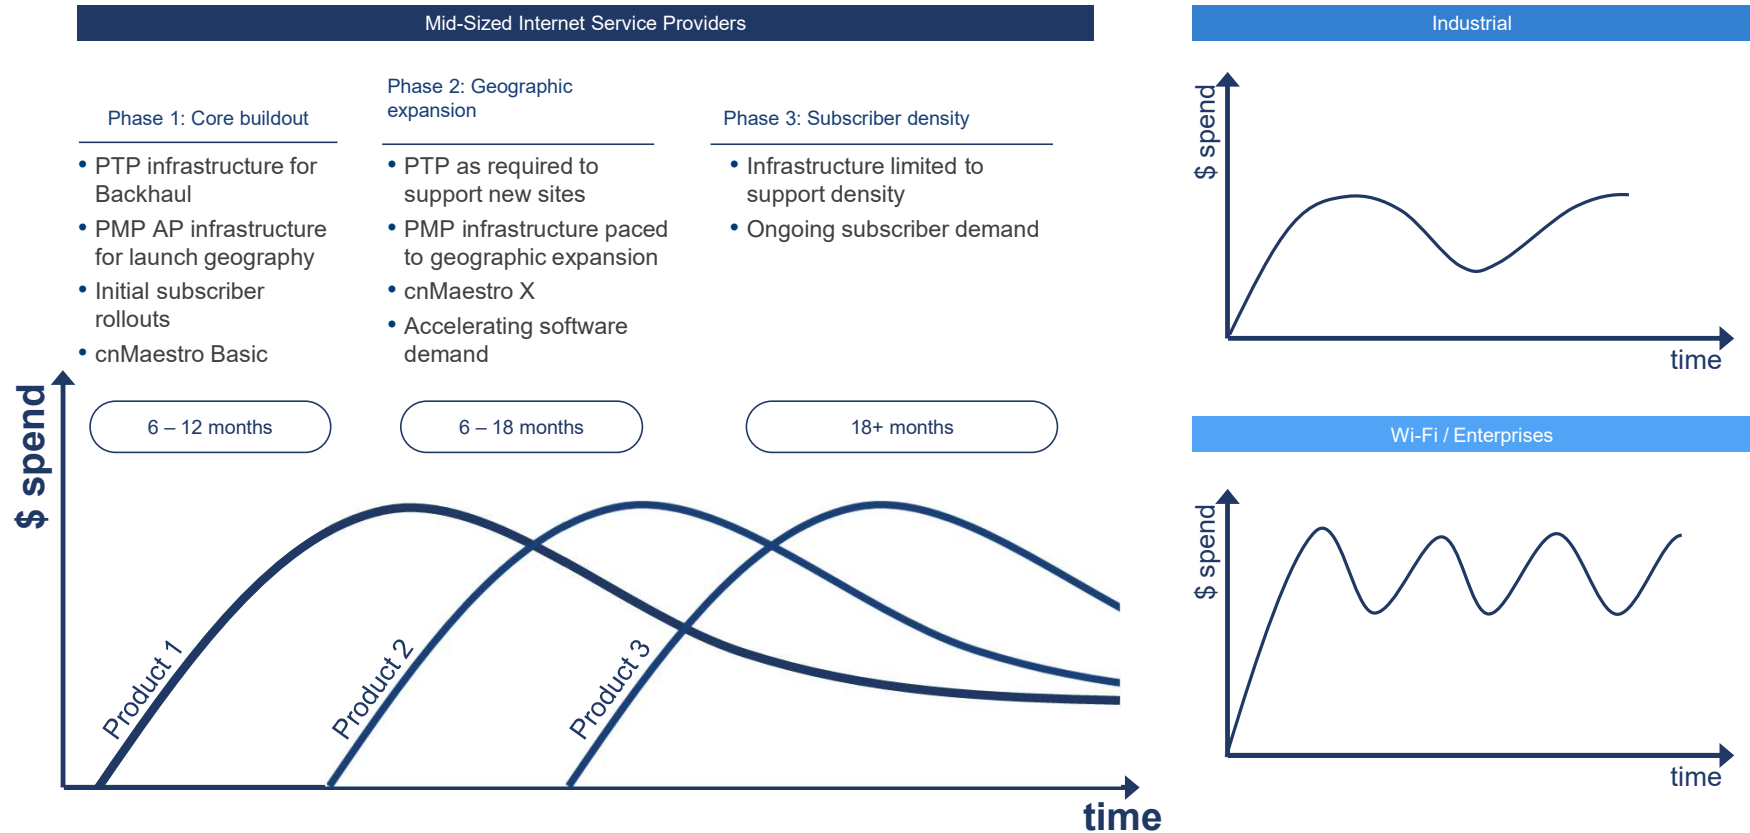 Mid-Sized Internet Service Providers
Phase 1: Core buildout
• PTP infrastructure for
Backhaul
• PMP AP infrastructure
for launch geography
• Initial subscriber
rollouts
• cnMaestro Basic
Phase 2: Geographic
expansion
• PTP as required to
support new sites
• PMP infrastructure paced
to geographic expansion
• cnMaestro X
• Accelerating software
demand
Phase 3: Subscriber density
• Infrastructure limited to
support density
• Ongoing subscriber demand
$ spend
6 – 12 months
6 – 18 months
18+ months
Product 1
Product 2
Product 3
time
Industrial
$ spend
time
Wi-Fi / Enterprises
$ spend
time